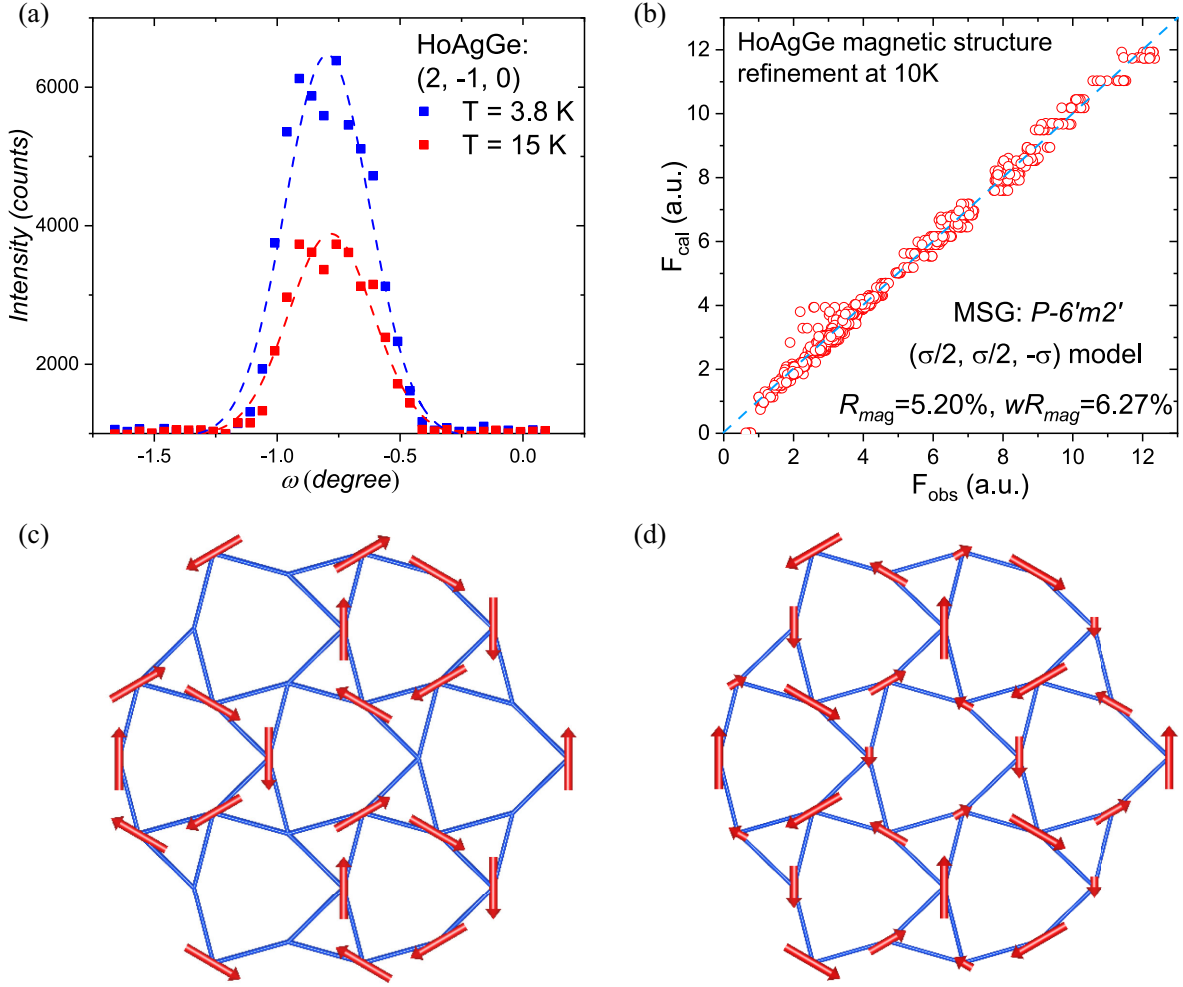 (a)
HoAgGe:
(2, -1, 0)
T = 3.8 K
T = 15 K
Intensity (counts)
6000
4000
2000
-1.5
-1.0
-0.5
0.0
ω (degree)
(b)
HoAgGe magnetic structure
refinement at 10K
MSG: P-6'm2'
(σ/2, σ/2, -σ) model
Rmag=5.20%, wRmag=6.27%
Fcal (a.u.)
12
10
8
6
4
2
0
0
2
4
6
8
10
12
Fobs (a.u.)
(c)
(d)